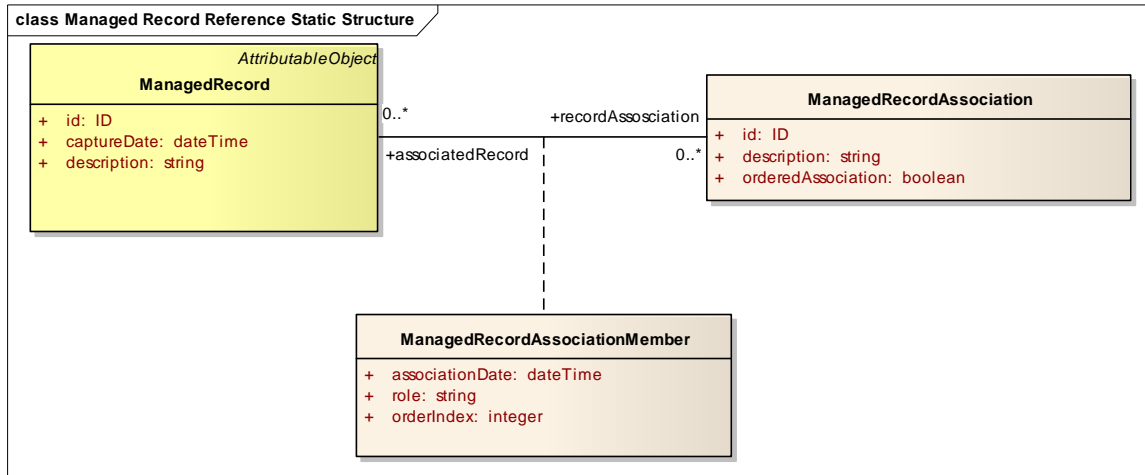 class Managed Record Reference Static Structure
AttributableObject
ManagedRecord
+ id: ID
+ captureDate: dateTime
+ description: string
0..*
+associatedRecord
+recordAssosciation
0..*
ManagedRecordAssociation
+ id: ID
+ description: string
+ orderedAssociation: boolean
ManagedRecordAssociationMember
+ associationDate: dateTime
+ role: string
+ orderIndex: integer